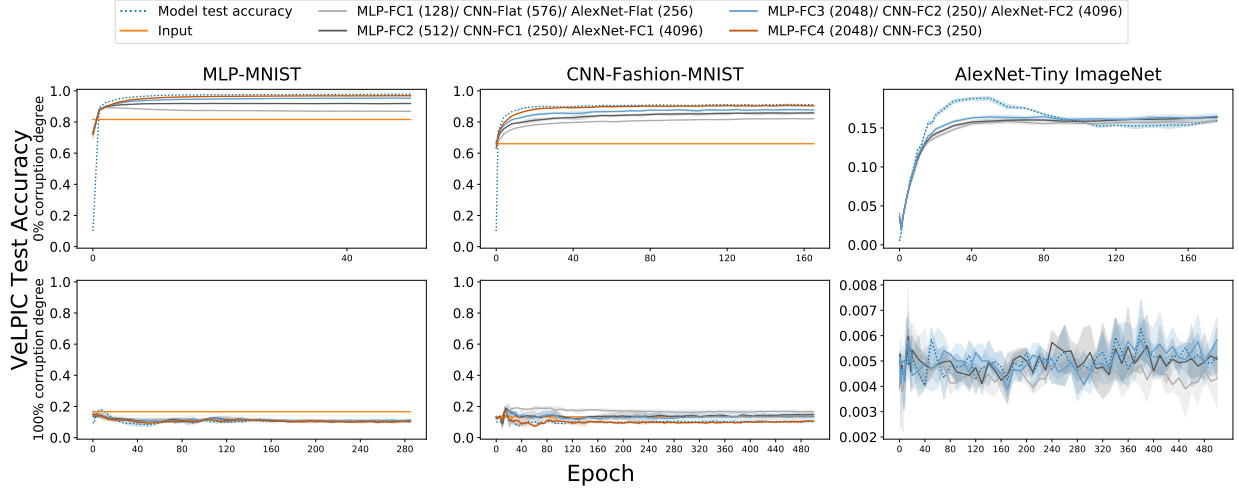 Model test accuracy
Input
MLP-FC1 (128)/ CNN-Flat (576)/ AlexNet-Flat (256)
MLP-FC2 (512)/ CNN-FC1 (250)/ AlexNet-FC1 (4096)
MLP-FC3 (2048)/ CNN-FC2 (250)/ AlexNet-FC2 (4096)
MLP-FC4 (2048)/ CNN-FC3 (250)
VeLPIC Test Accuracy
0% corruption degree
100% corruption degree
MLP-MNIST
1.0
0.8
0.6
0.4
0.2
0.0
0 40
CNN-Fashion-MNIST
1.0
0.8
0.6
0.4
0.2
0.0
0 40 80 120 160
AlexNet-Tiny ImageNet
0.15
0.10
0.05
0.00
0 40 80 120 160
1.0
0.8
0.6
0.4
0.2
0.0
0 40 80 120 160 200 240 280
1.0
0.8
0.6
0.4
0.2
0.0
0 40 80 120 160 200 240 280 320 360 400 440 480
0.008
0.007
0.006
0.005
0.004
0.003
0.002
0 40 80 120 160 200 240 280 320 360 400 440 480
Epoch